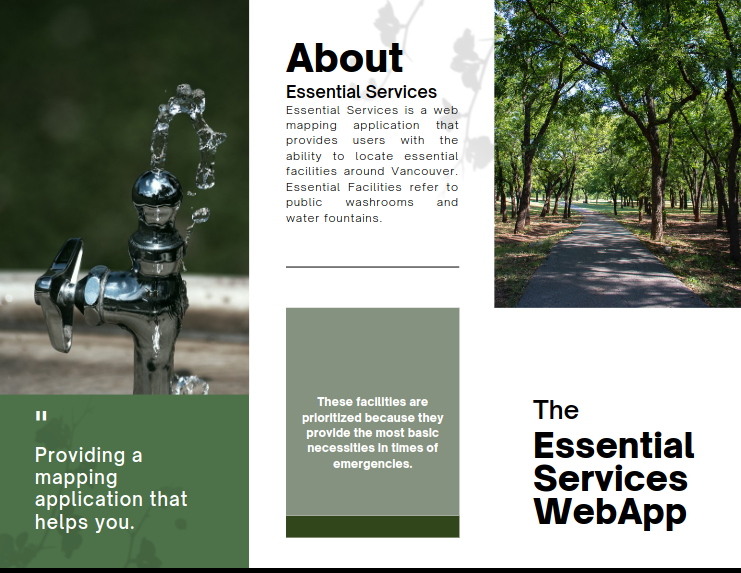 "
Providing a
mapping
application that
helps you.
About
Essential Services
Essential Services is a web
mapping application that
provides users with the
ability to locate essential
facilities around Vancouver.
Essential Facilities refer to
public washrooms and
water fountains.
These facilities are
prioritized because they
provide the most basic
necessities in times of
emergencies.
The
Essential
Services
WebApp